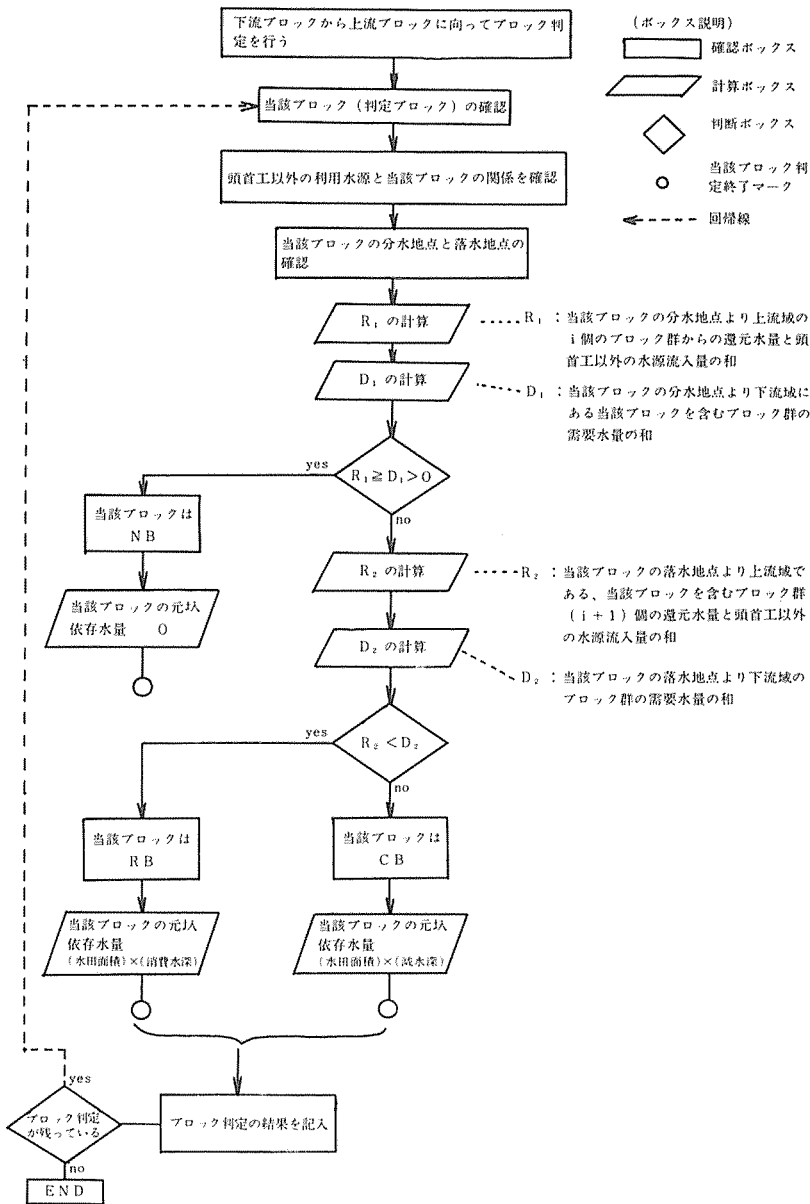 下流ブロックから上流ブロックに向ってブロック判
定を行う
(ボックス説明)
確認ボックス
計算ボックス
判断ボックス
当該ブロック判
定終了マーク
回帰線
当該ブロック(判定ブロック)の確認
頭首工以外の利用水源と当該ブロックの関係を確認
当該ブロックの分水地点と落水地点の
確認
R₁ の計算
R₁ :当該ブロックの分水地点より上流域の
i 個のブロック群からの還元水量と頭
首工以外の水源流入量の和
D₁ の計算
D₁ :当該ブロックの分水地点より下流域に
ある当該ブロックを含むブロック群の
需要水量の和
R₁ ≧ D₁ > 0
yes
no
当該ブロックは
NB
当該ブロックの元圦
依存水量 0
R₂ の計算
R₂ :当該ブロックの落水地点より上流域で
ある、当該ブロックを含むブロック群
(i+1)個の還元水量と頭首工以外
の水源流入量の和
D₂ の計算
D₂ :当該ブロックの落水地点より下流域の
ブロック群の需要水量の和
R₂ < D₂
yes
no
当該ブロックは
RB
当該ブロックは
CB
当該ブロックの元圦
依存水量
(水田面積)×(消費水深)
当該ブロックの元圦
依存水量
(水田面積)×(減水深)
ブロック判定の結果を記入
ブロック判定
が残っている
yes
no
END